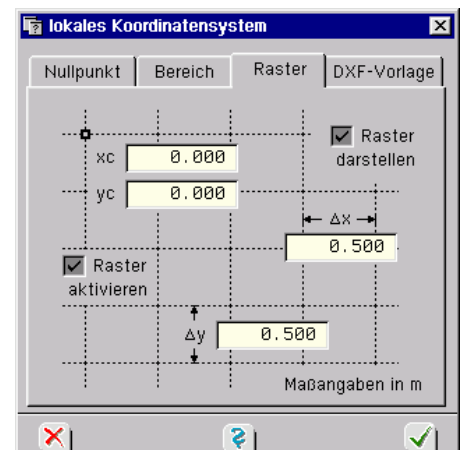 lokales Koordinatensystem
Nullpunkt Bereich Raster DXF-Vorlage
Raster
darstellen
xc 0.000
yc 0.000
Δx
0.500
Raster
aktivieren
Δy 0.500
Maßangaben in m